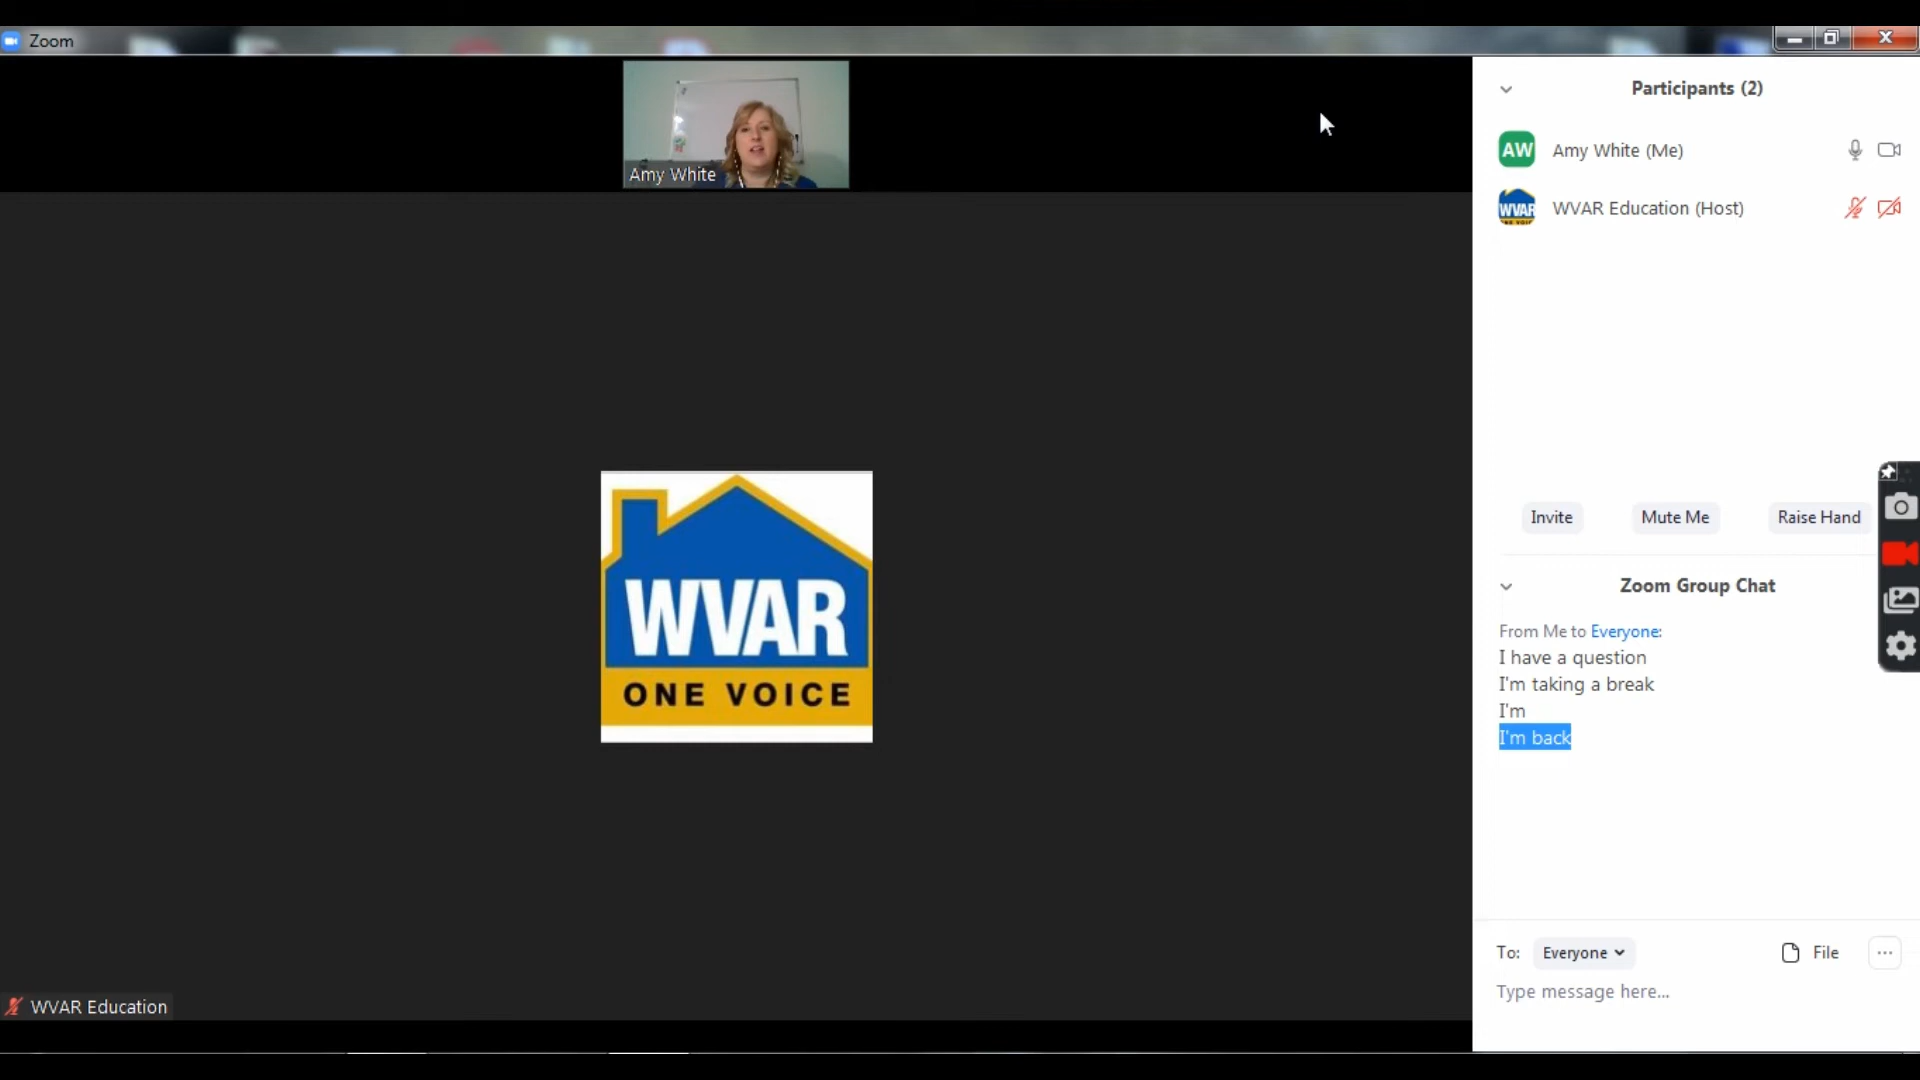 Zoom
Amy White
WVAR
ONE VOICE
WVAR Education
Participants (2)
AW Amy White (Me)
WVAR WVAR Education (Host)
Invite Mute Me Raise Hand
Zoom Group Chat
From Me to Everyone:
I have a question
I'm taking a break
I'm
I'm back
To: Everyone File ...
Type message here...